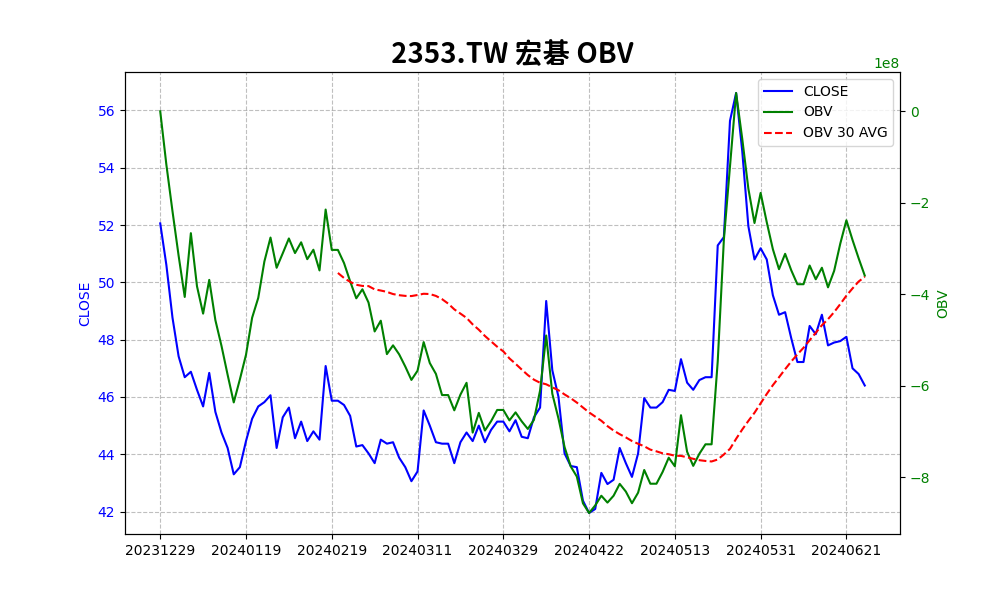 2353.TW 宏碁 OBV
1e8
CLOSE
OBV
OBV 30 AVG
56
54
52
50
48
46
44
42
CLOSE
0
−2
−4
−6
−8
OBV
20231229 20240119 20240219 20240311 20240329 20240422 20240513 20240531 20240621